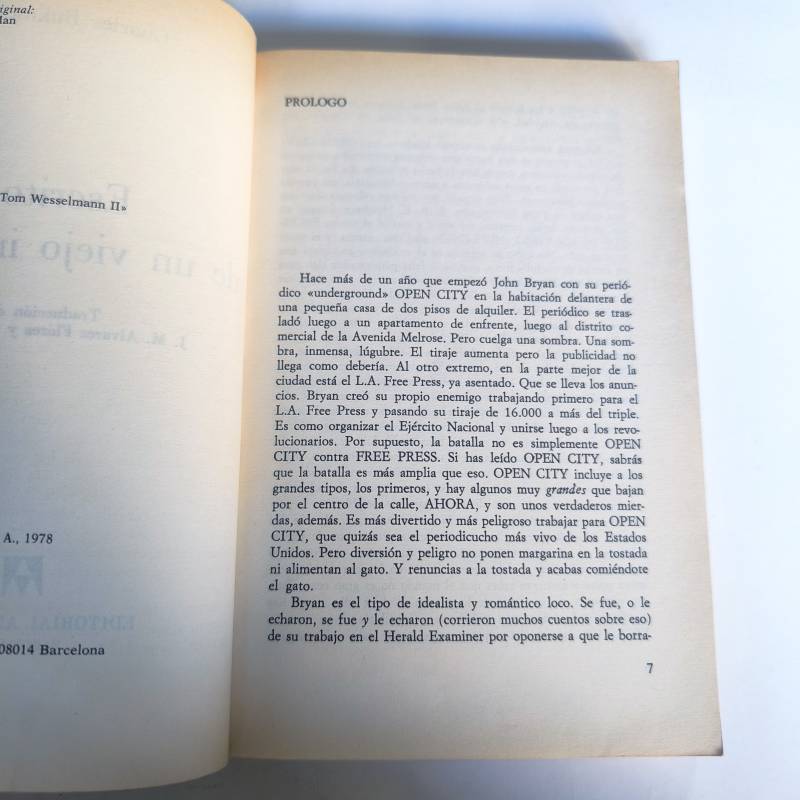 Tom Wesselmann II»
A., 1978
08014 Barcelona
PROLOGO
Hace más de un año que empezó John Bryan con su perió-
dico «underground» OPEN CITY en la habitación delantera de
una pequeña casa de dos pisos de alquiler. El periódico se tras-
ladó luego a un apartamento de enfrente, luego al distrito co-
mercial de la Avenida Melrose. Pero cuelga una sombra. Una som-
bra, inmensa, lúgubre. El tiraje aumenta pero la publicidad no
llega como debería. Al otro extremo, en la parte mejor de la
ciudad está el L.A. Free Press, ya asentado. Que se lleva los anun-
cios. Bryan creó su propio enemigo trabajando primero para el
L.A. Free Press y pasando su tiraje de 16.000 a más del triple.
Es como organizar el Ejército Nacional y unirse luego a los revo-
lucionarios. Por supuesto, la batalla no es simplemente OPEN
CITY contra FREE PRESS. Si has leído OPEN CITY, sabrás
que la batalla es más amplia que eso. OPEN CITY incluye a los
grandes tipos, los primeros, y hay algunos muy grandes que bajan
por el centro de la calle, AHORA, y son unos verdaderos mier-
das, además. Es más divertido y más peligroso trabajar para OPEN
CITY, que quizás sea el periodicucho más vivo de los Estados
Unidos. Pero diversión y peligro no ponen margarina en la tostada
ni alimentan al gato. Y renuncias a la tostada y acabas comiéndote
el gato.
Bryan es el tipo de idealista y romántico loco. Se fue, o le
echaron, se fue y le echaron (corrieron muchos cuentos sobre eso)
de su trabajo en el Herald Examiner por oponerse a que le borra-
7